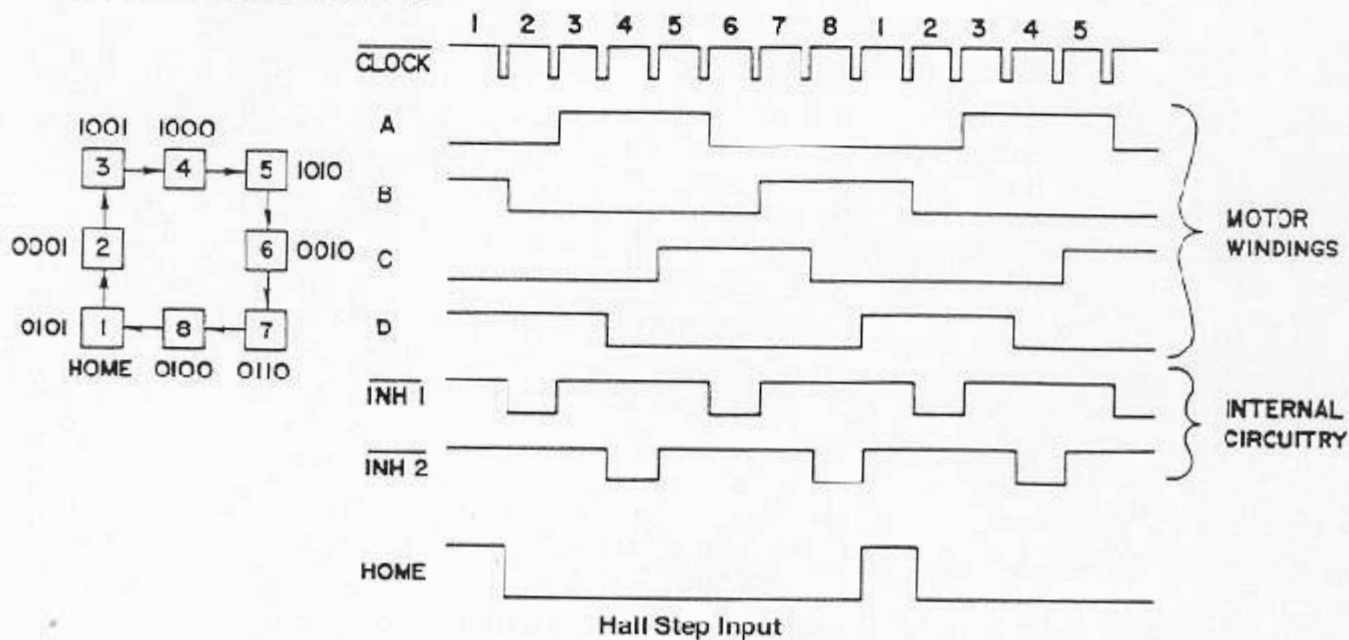 1 2 3 4 5 6 7 8 1 2 3 4 5
CLOCK
A
1001 1000
3 4 5 1010
B
MOTOR
WINDINGS
0001 2 6 0010
C
0101 1 8 7
D
HOME 0100 0110
INH 1
INTERNAL
CIRCUITRY
INH 2
HOME
Hall Step Input